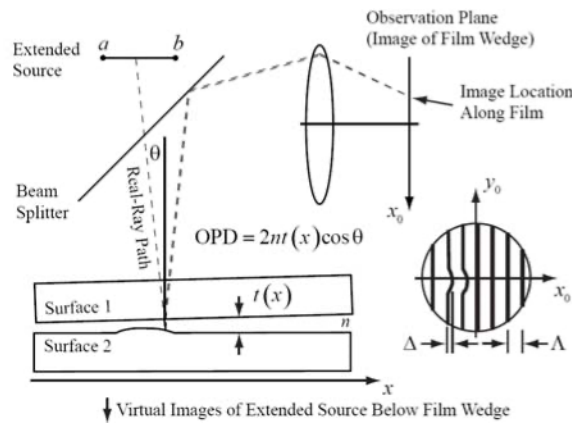 Observation Plane
(Image of Film Wedge)
Extended
Source
a
b
Image Location
Along Film
θ
Beam
Splitter
Real-Ray Path
x₀
y₀
OPD = 2nt(x)cosθ
x₀
Surface 1
t(x)
n
Surface 2
Δ
Λ
x
Virtual Images of Extended Source Below Film Wedge